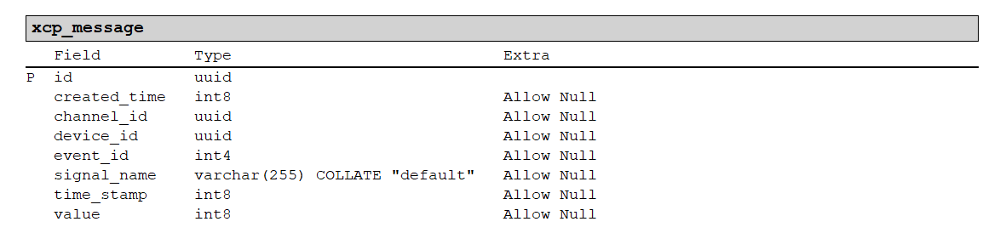 xcp_message
Field Type Extra
P id uuid
created_time int8 Allow Null
channel_id uuid Allow Null
device_id uuid Allow Null
event_id int4 Allow Null
signal_name varchar(255) COLLATE "default" Allow Null
time_stamp int8 Allow Null
value int8 Allow Null